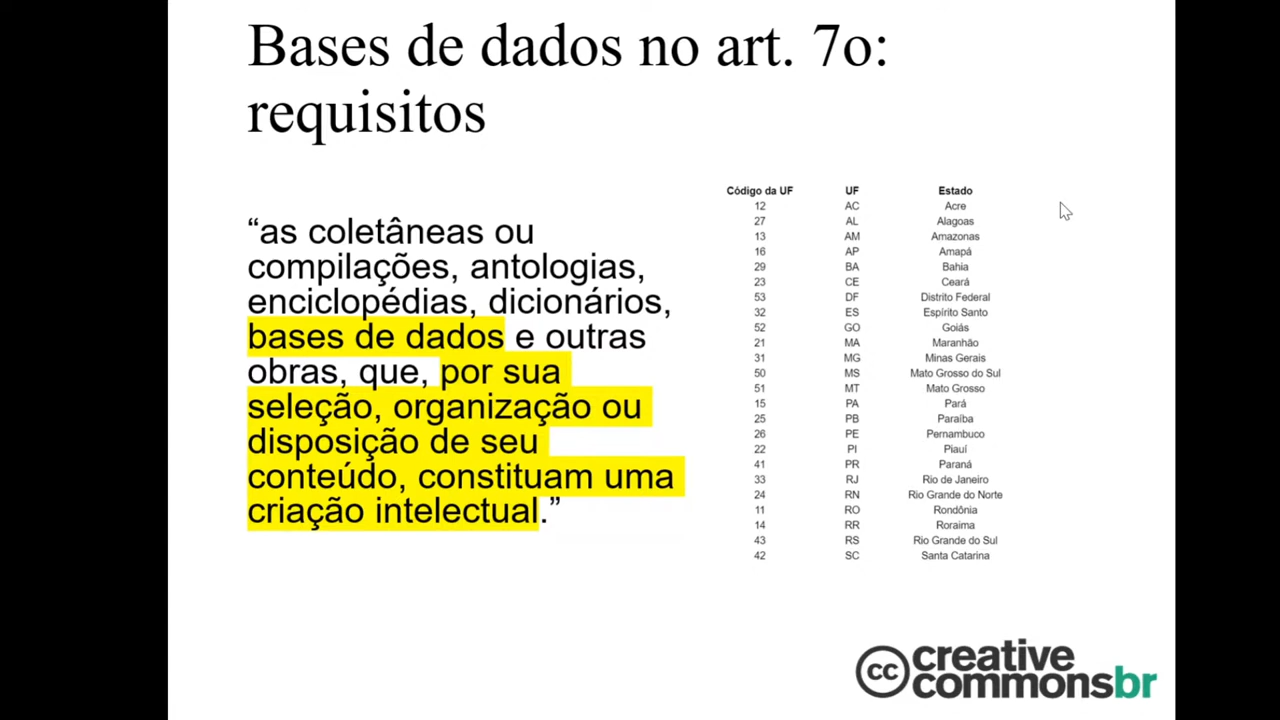 Bases de dados no art. 7o:
requisitos
“as coletâneas ou
compilações, antologias,
enciclopédias, dicionários,
bases de dados e outras
obras, que, por sua
seleção, organização ou
disposição de seu
conteúdo, constituam uma
criação intelectual.”
Código da UF UF Estado
12 AC Acre
27 AL Alagoas
13 AM Amazonas
16 AP Amapá
29 BA Bahia
23 CE Ceará
53 DF Distrito Federal
32 ES Espírito Santo
52 GO Goiás
21 MA Maranhão
31 MG Minas Gerais
50 MS Mato Grosso do Sul
51 MT Mato Grosso
15 PA Pará
25 PB Paraíba
26 PE Pernambuco
22 PI Piauí
41 PR Paraná
33 RJ Rio de Janeiro
24 RN Rio Grande do Norte
11 RO Rondônia
14 RR Roraima
43 RS Rio Grande do Sul
42 SC Santa Catarina
cc creative
commonsbr